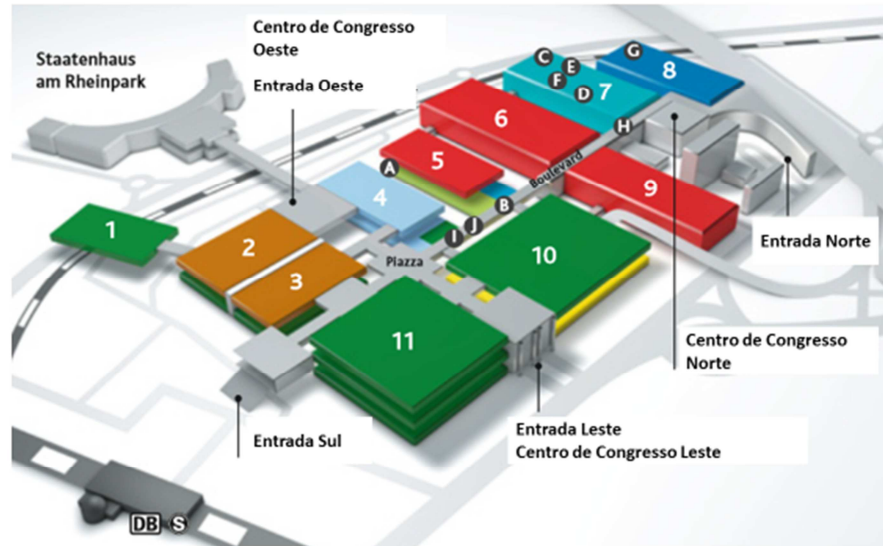 Centro de Congresso
Oeste
Entrada Oeste
Staatenhaus
am Rheinpark
C
E
G
F
D
7
8
6
H
5
A
Boulevard
9
4
B
1
2
J
I
Entrada Norte
10
Piazza
3
11
Centro de Congresso
Norte
Entrada Sul
Entrada Leste
Centro de Congresso Leste
DB
S